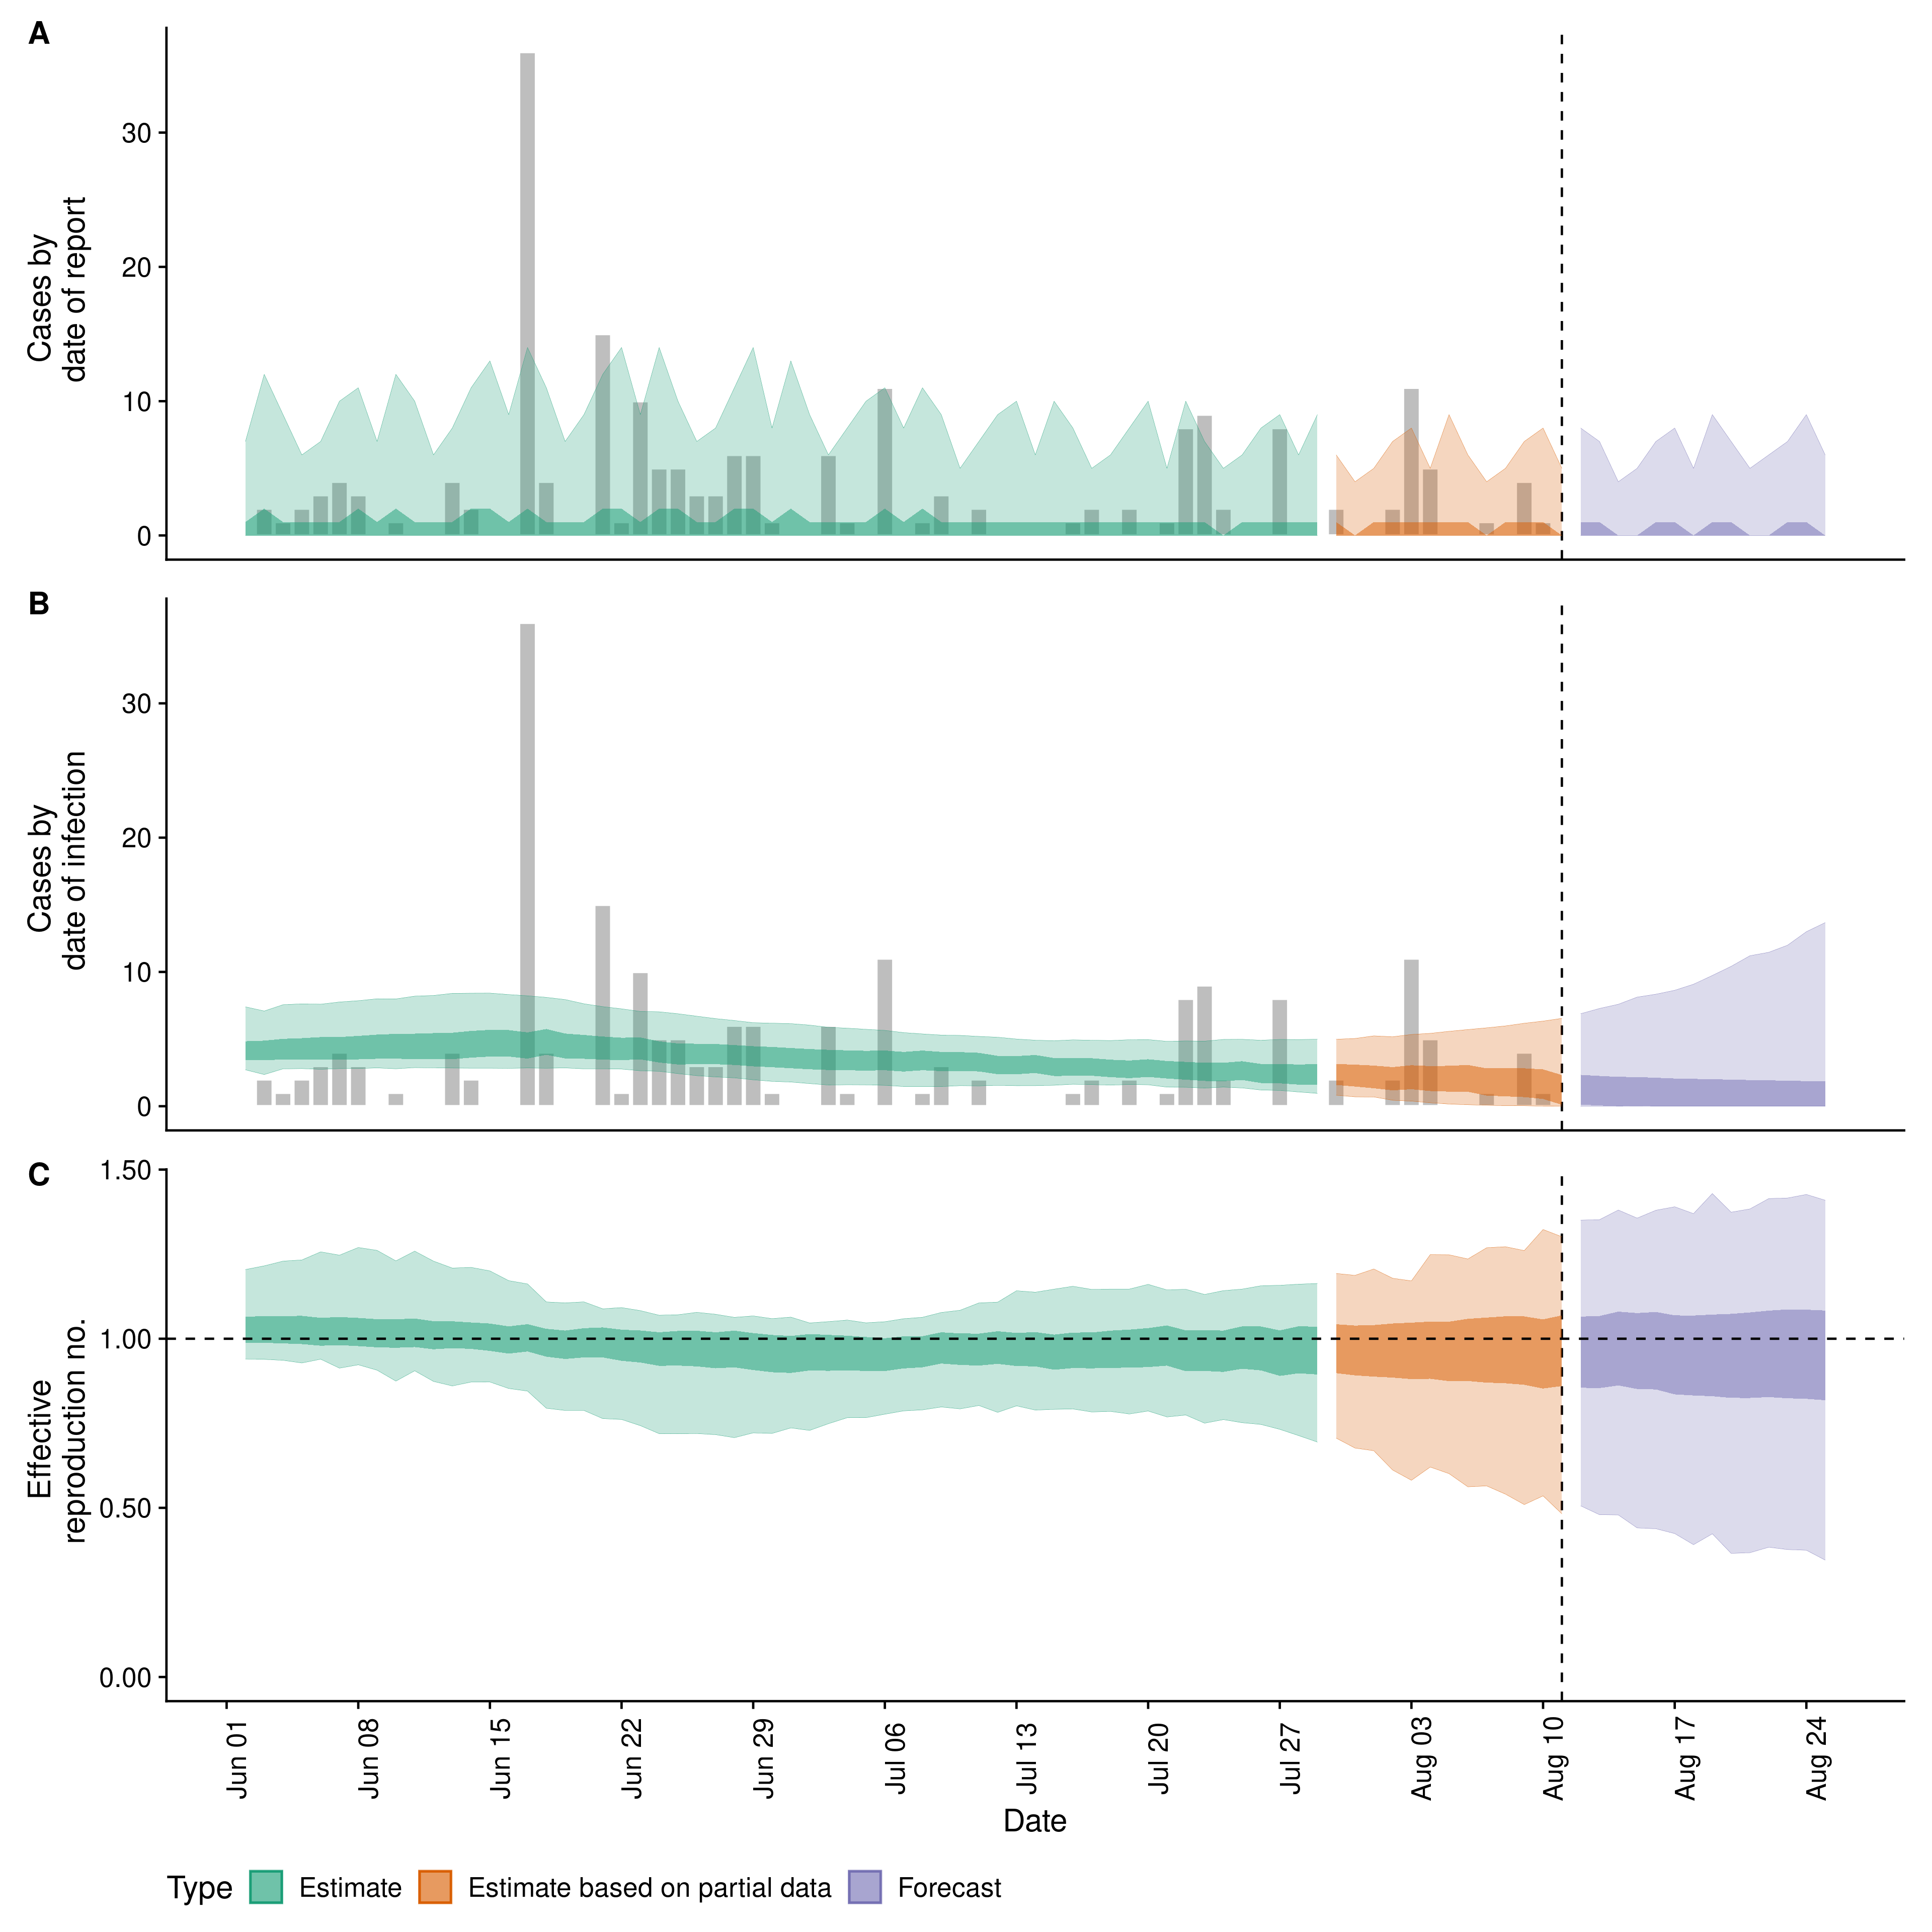 A
Cases by
date of report
30
20
10
0
B
Cases by
date of infection
30
20
10
0
C
Effective
reproduction no.
1.50
1.00
0.50
0.00
Jun 01
Jun 08
Jun 15
Jun 22
Jun 29
Jul 06
Jul 13
Jul 20
Jul 27
Aug 03
Aug 10
Aug 17
Aug 24
Date
Type Estimate Estimate based on partial data Forecast